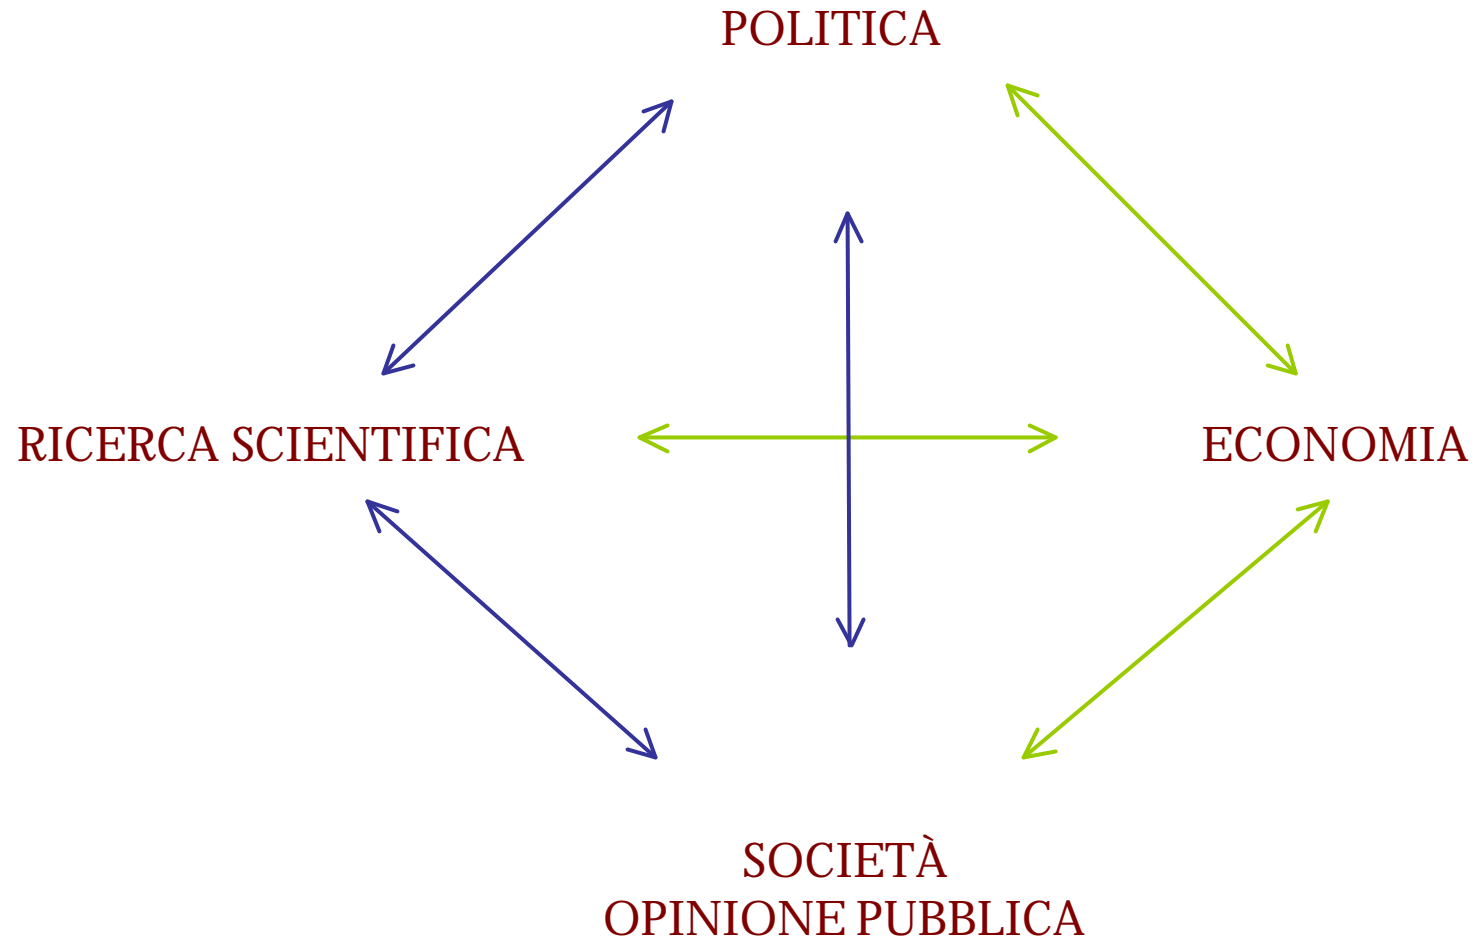 POLITICA
RICERCA SCIENTIFICA
ECONOMIA
SOCIETÀ
OPINIONE PUBBLICA